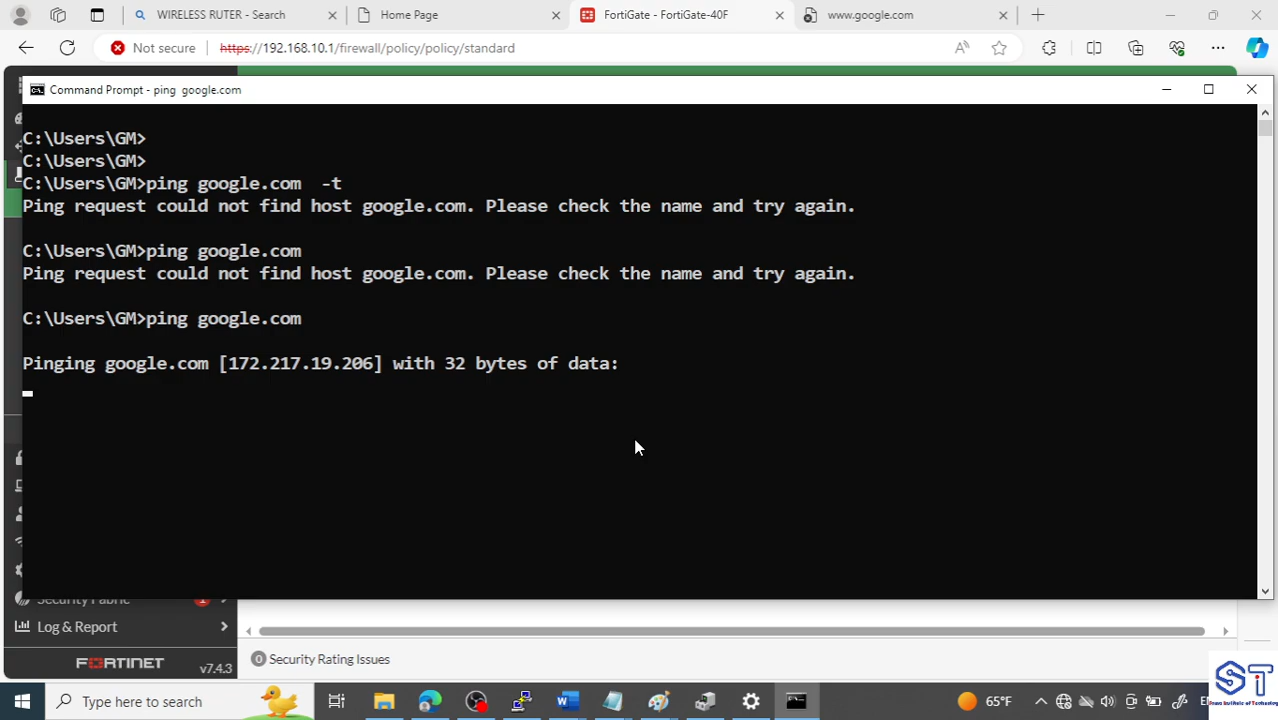 WIRELESS RUTER - Search
Home Page
FortiGate - FortiGate-40F
www.google.com
Not secure
https://192.168.10.1/firewall/policy/policy/standard
Command Prompt - ping  google.com
C:\Users\GM>
C:\Users\GM>
C:\Users\GM>ping google.com  -t
Ping request could not find host google.com. Please check the name and try again.
C:\Users\GM>ping google.com
Ping request could not find host google.com. Please check the name and try again.
C:\Users\GM>ping google.com
Pinging google.com [172.217.19.206] with 32 bytes of data:
Security Fabric
1
Log & Report
FORTINET
v7.4.3
0 Security Rating Issues
Type here to search
65°F
ST